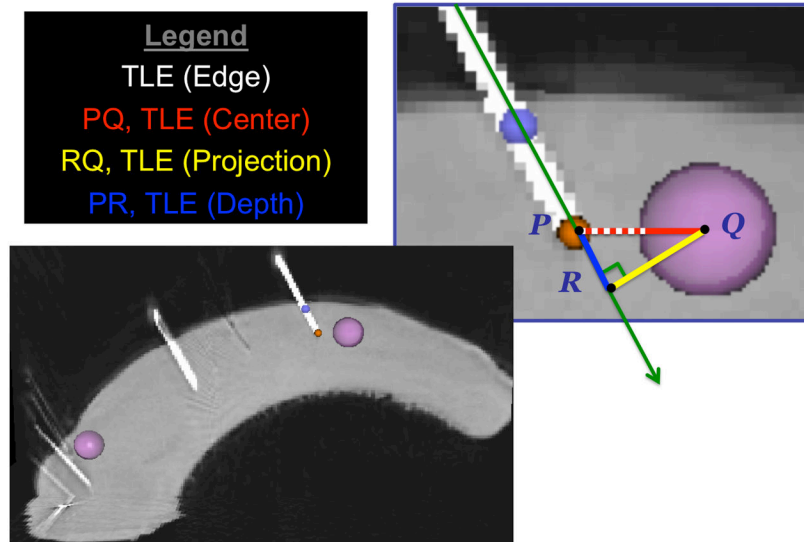 Legend
TLE (Edge)
PQ, TLE (Center)
RQ, TLE (Projection)
PR, TLE (Depth)
P
Q
R